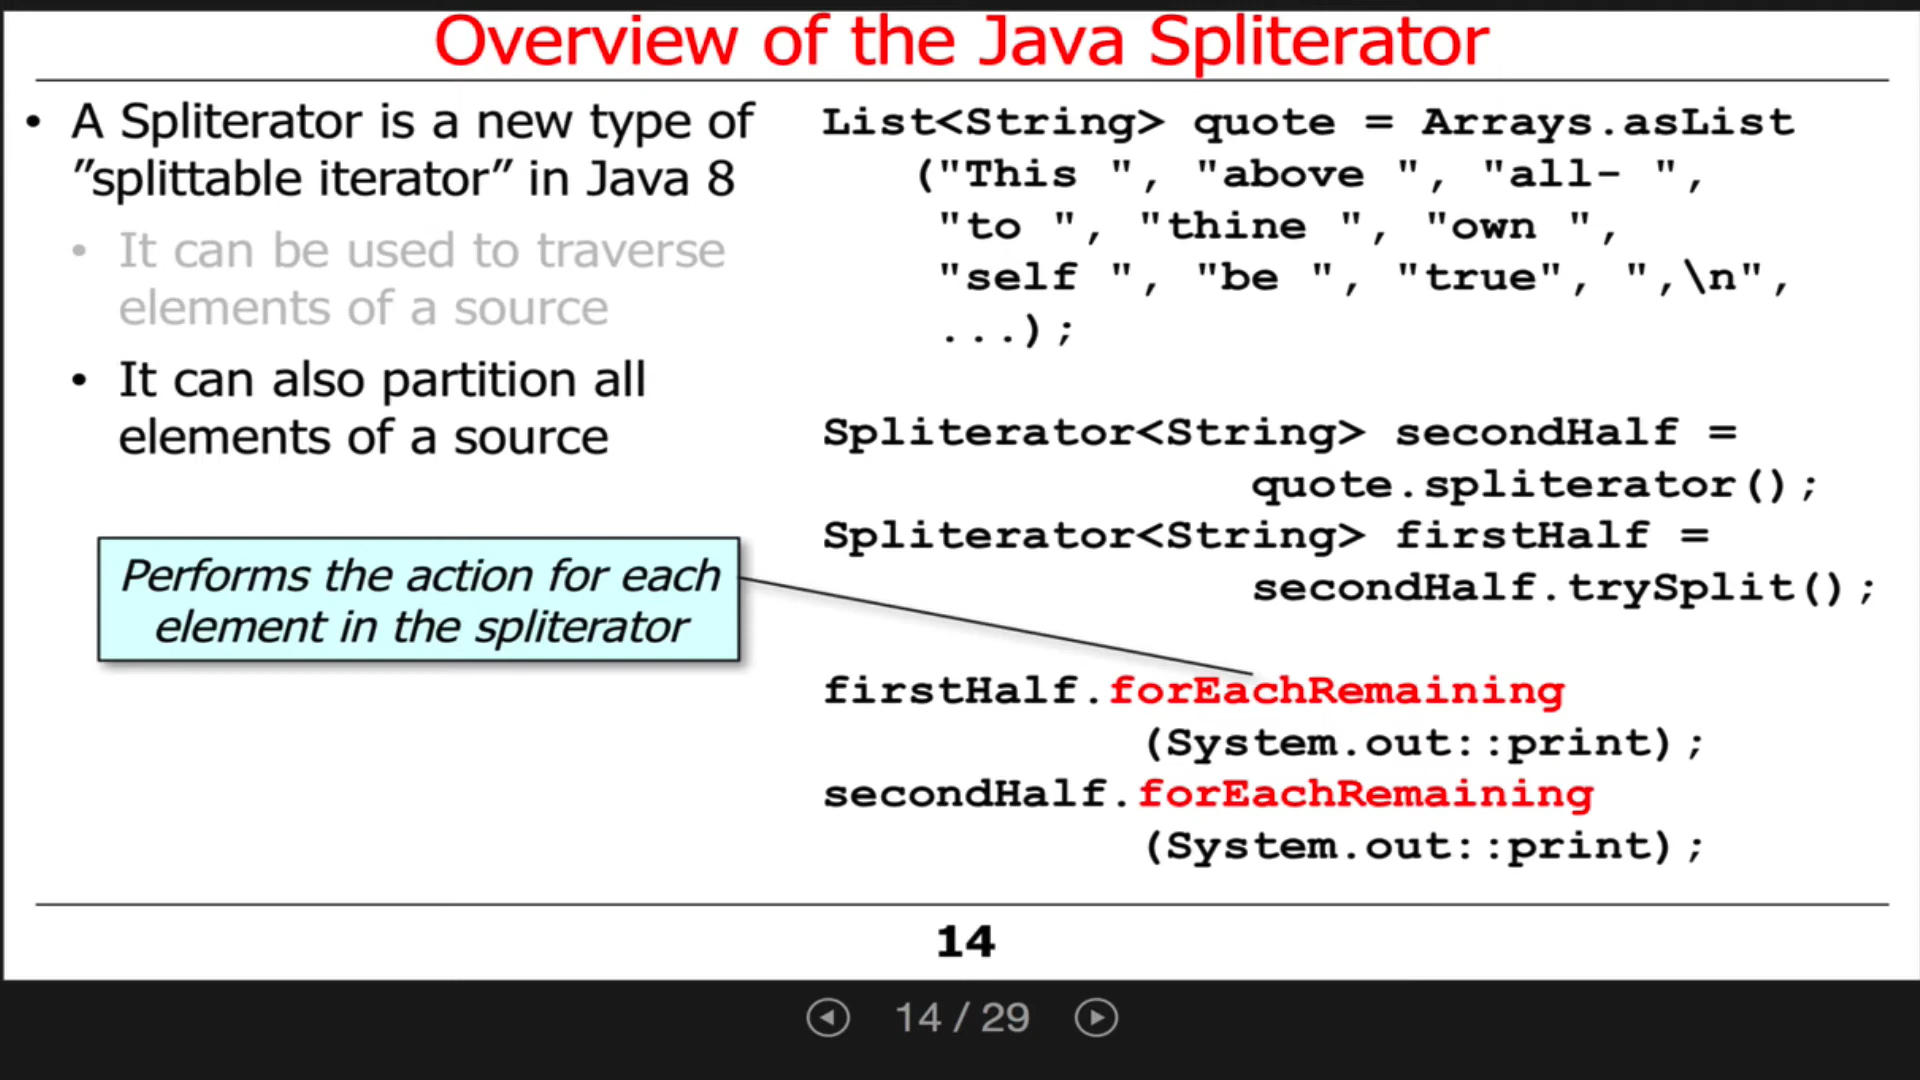 Overview of the Java Spliterator
• A Spliterator is a new type of
″splittable iterator″ in Java 8
• It can be used to traverse
elements of a source
• It can also partition all
elements of a source
Performs the action for each
element in the spliterator
List<String> quote = Arrays.asList
("This ", "above ", "all- ",
"to ", "thine ", "own ",
"self ", "be ", "true", ",\n",
...);
Spliterator<String> secondHalf =
quote.spliterator();
Spliterator<String> firstHalf =
secondHalf.trySplit();
firstHalf.forEachRemaining
(System.out::print);
secondHalf.forEachRemaining
(System.out::print);
14
14 / 29